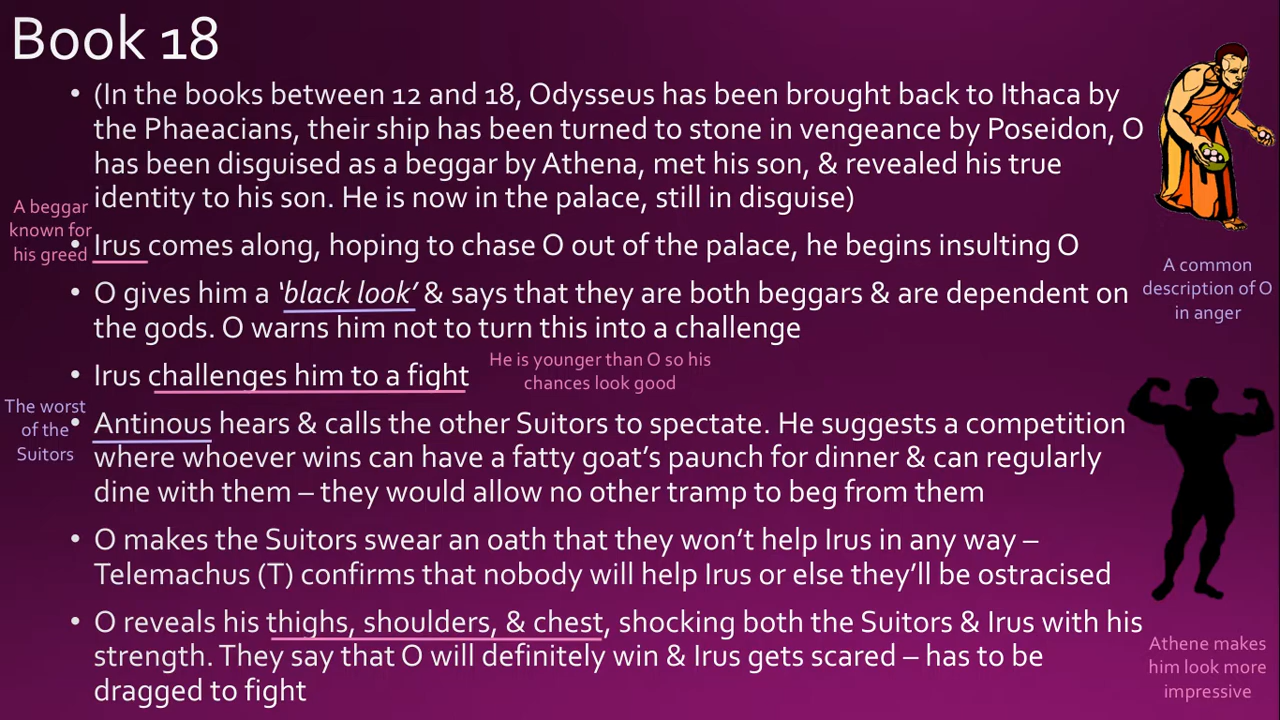 Book 18
• (In the books between 12 and 18, Odysseus has been brought back to Ithaca by
the Phaeacians, their ship has been turned to stone in vengeance by Poseidon, O
has been disguised as a beggar by Athena, met his son, & revealed his true
identity to his son. He is now in the palace, still in disguise)
A beggar
known for
his greed
• Irus comes along, hoping to chase O out of the palace, he begins insulting O
A common
description of O
in anger
• O gives him a ‘black look’ & says that they are both beggars & are dependent on
the gods. O warns him not to turn this into a challenge
• Irus challenges him to a fight
He is younger than O so his
chances look good
The worst
of the
Suitors
• Antinous hears & calls the other Suitors to spectate. He suggests a competition
where whoever wins can have a fatty goat’s paunch for dinner & can regularly
dine with them – they would allow no other tramp to beg from them
• O makes the Suitors swear an oath that they won’t help Irus in any way –
Telemachus (T) confirms that nobody will help Irus or else they’ll be ostracised
• O reveals his thighs, shoulders, & chest, shocking both the Suitors & Irus with his
strength. They say that O will definitely win & Irus gets scared – has to be
dragged to fight
Athene makes
him look more
impressive